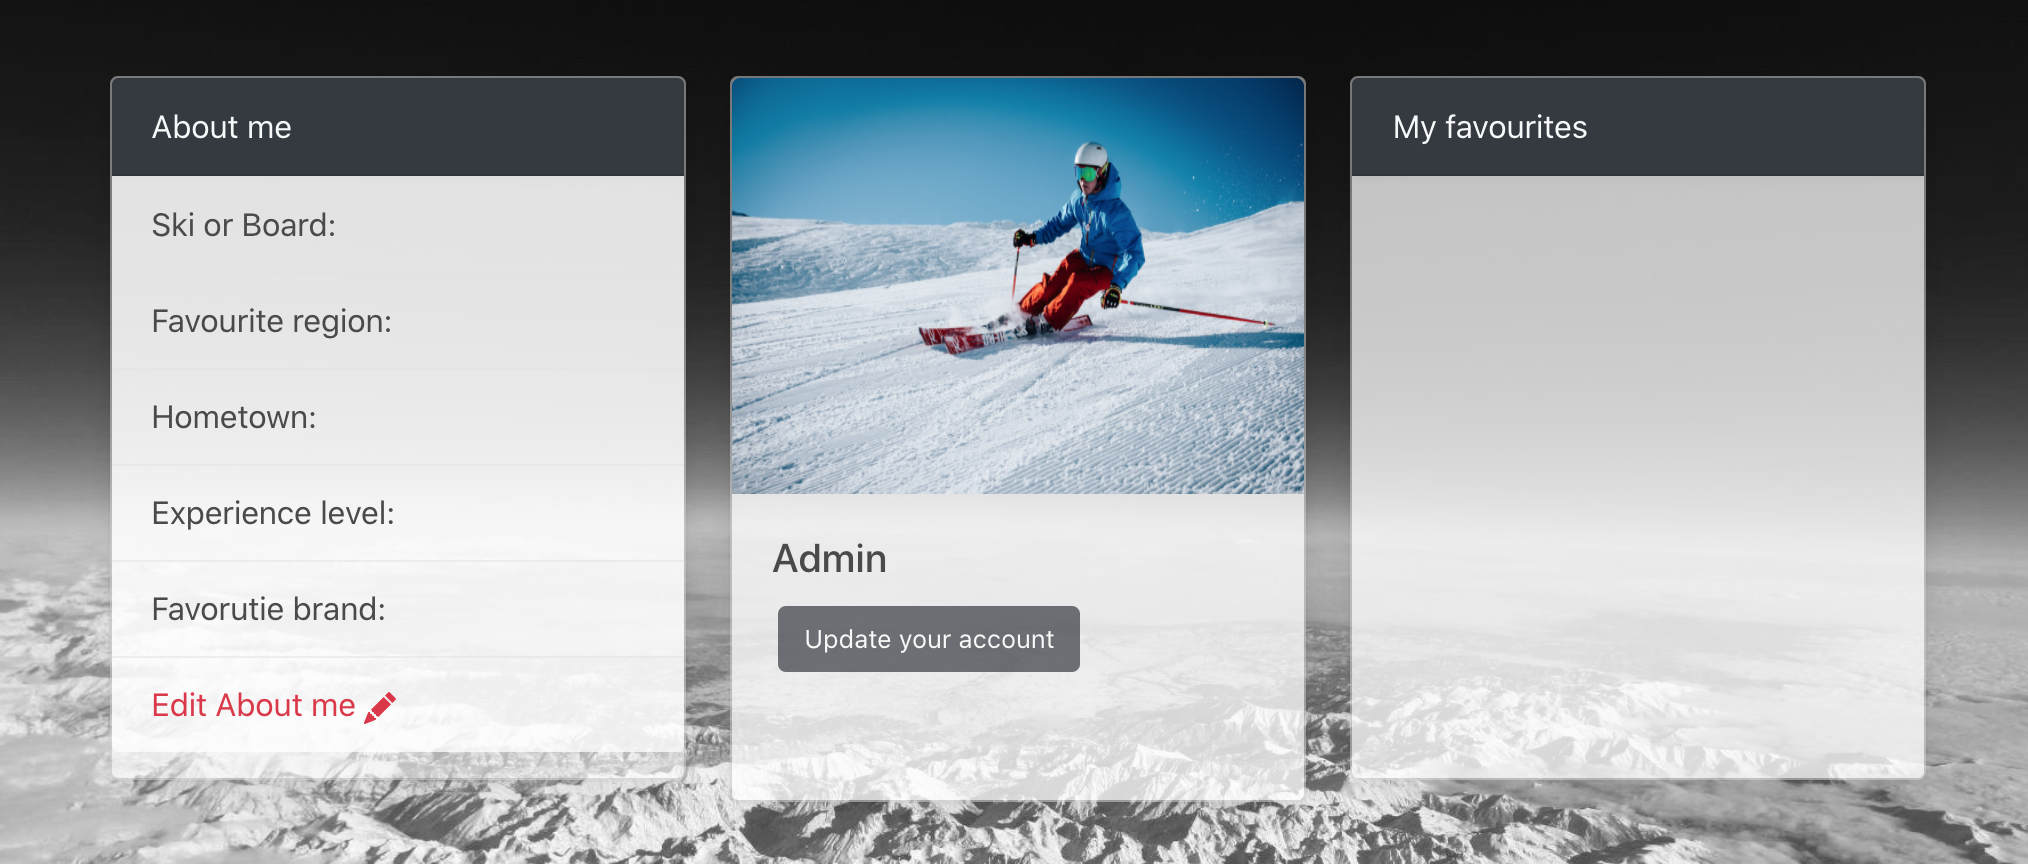 About me
Ski or Board:
Favourite region:
Hometown:
Experience level:
Favorutie brand:
Edit About me
Admin
Update your account
My favourites